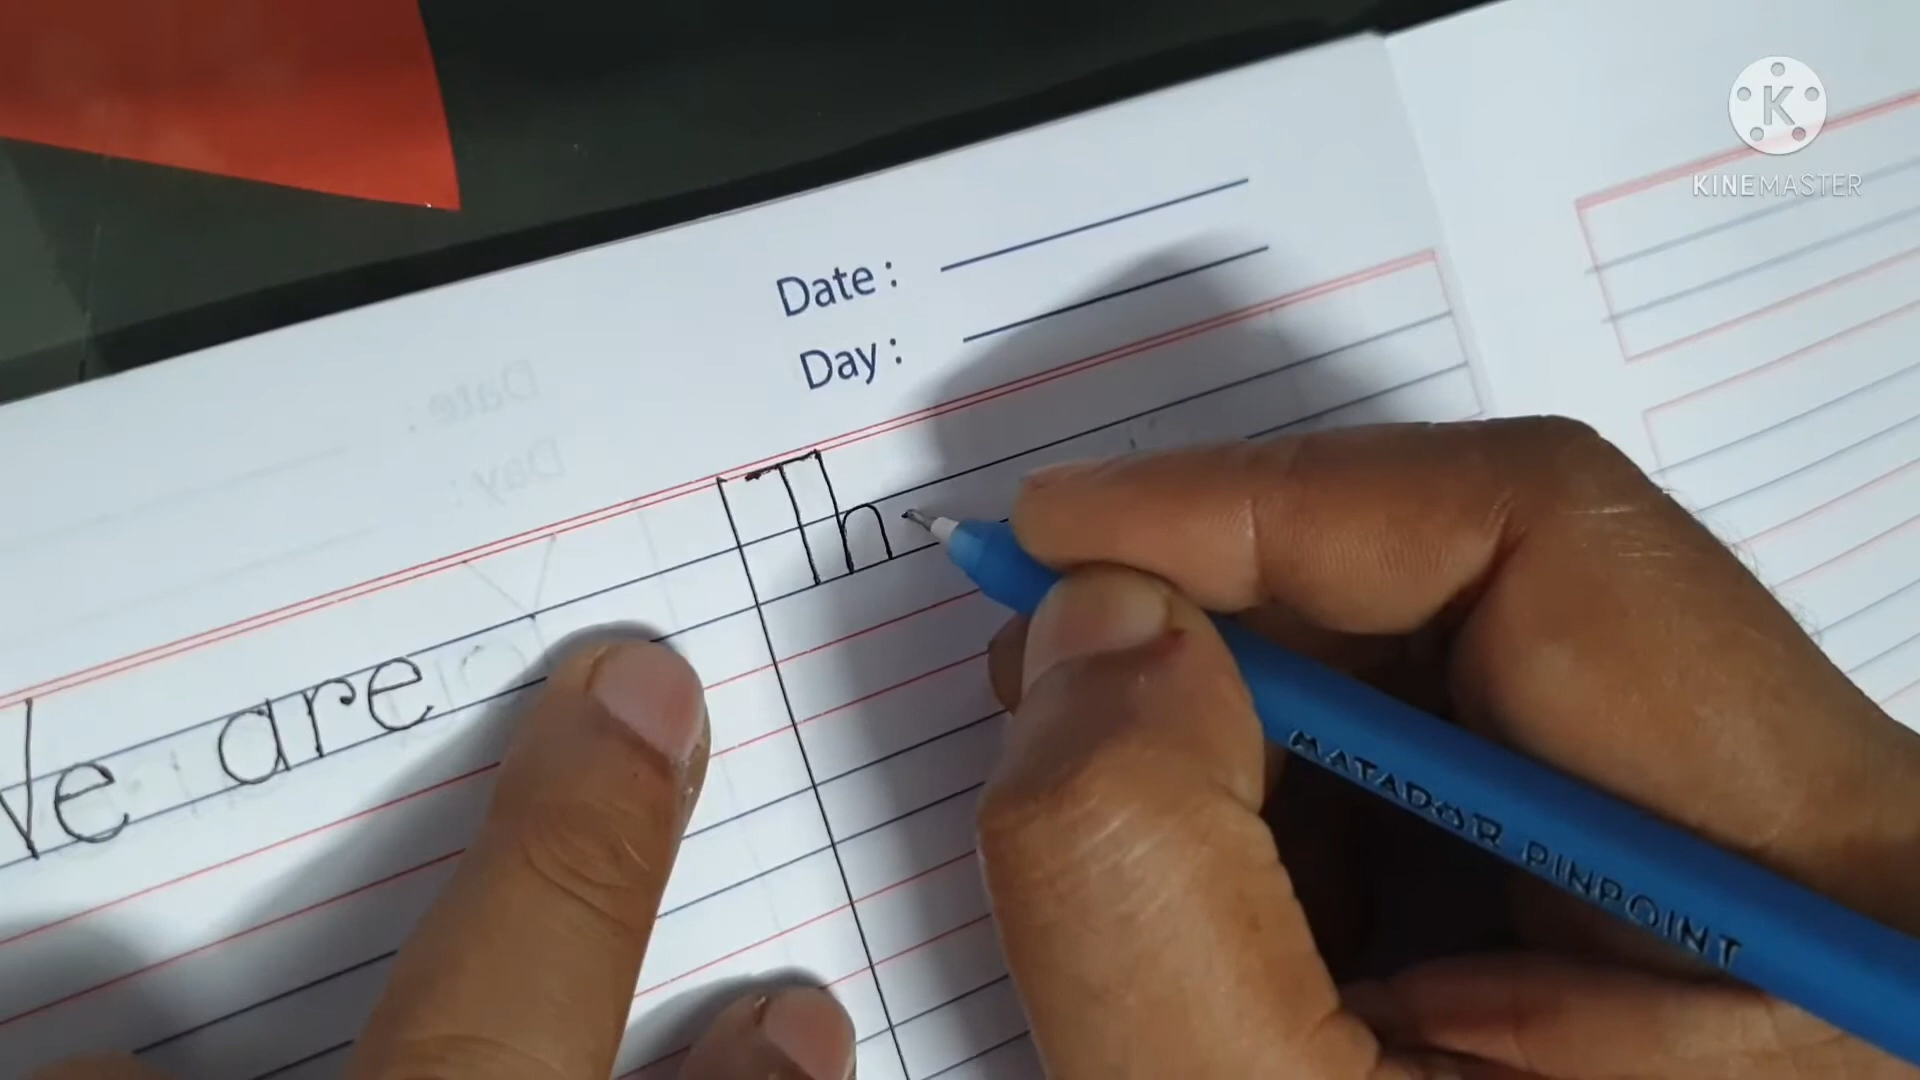 KINEMASTER
Date :
Day :
We are
Th
MATADOR PINPOINT